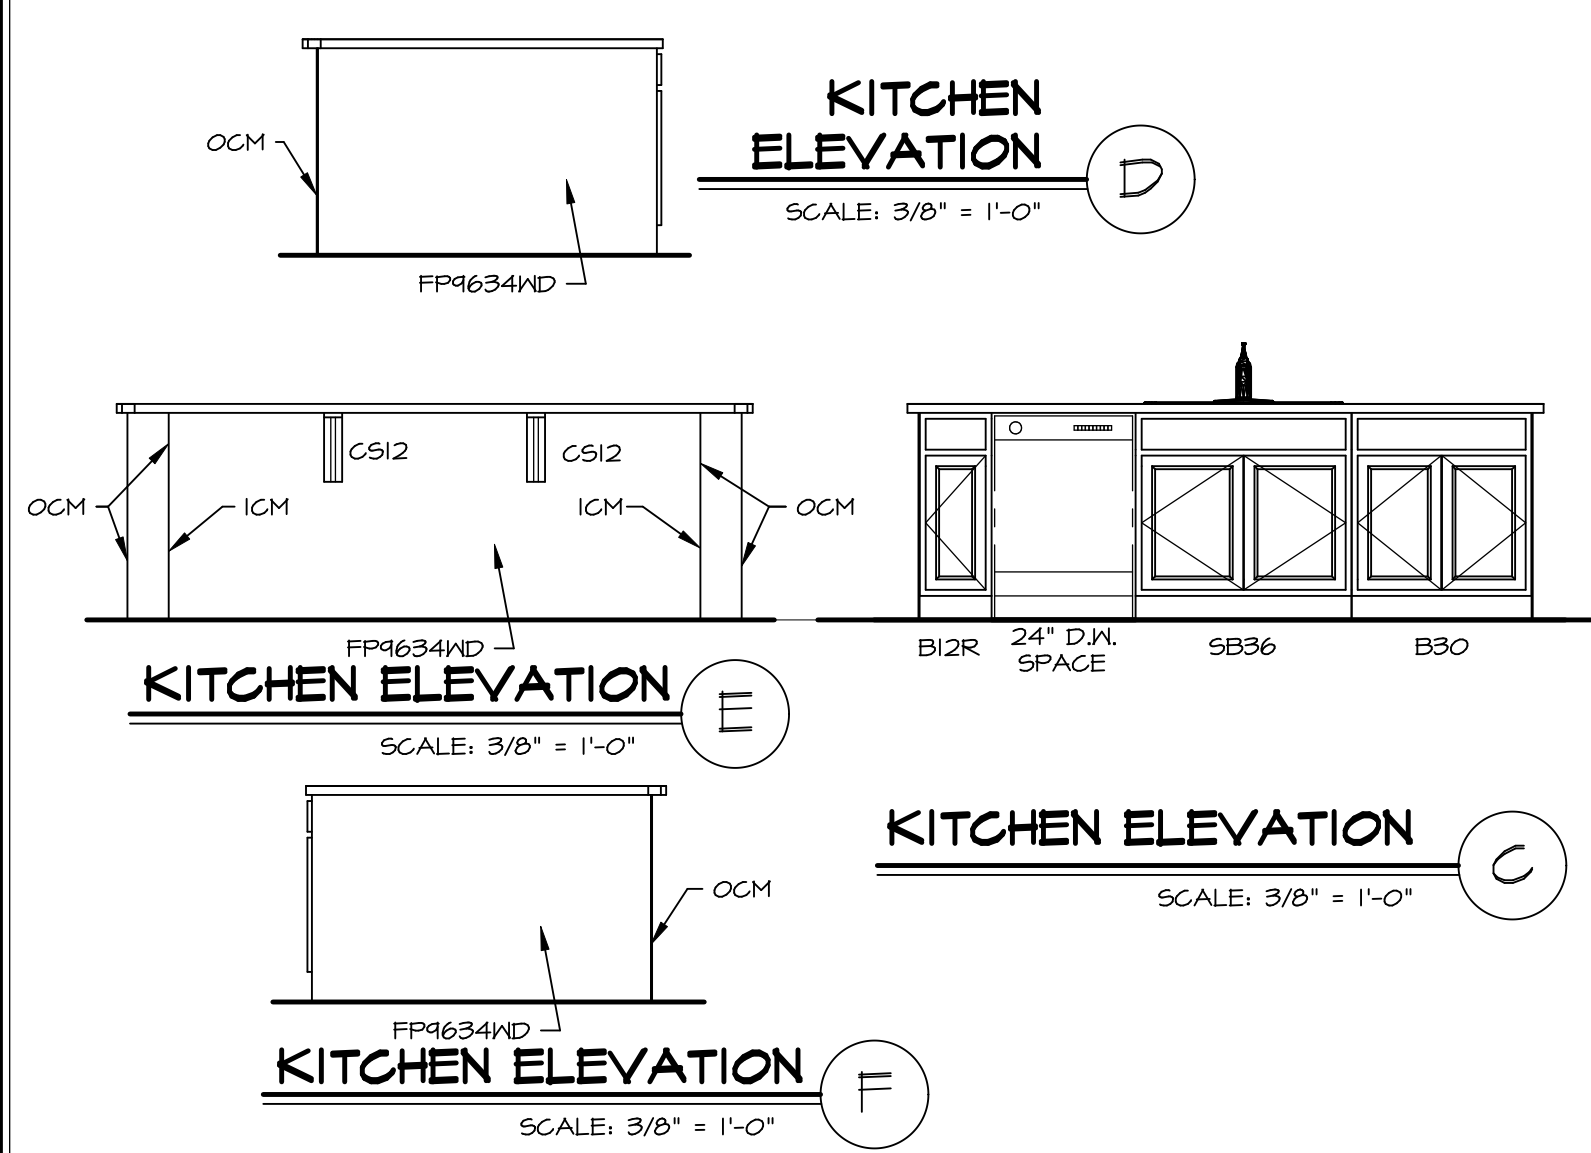 KITCHEN
ELEVATION
D
SCALE: 3/8" = 1'-0"
OCM
FP9634WD
CS12
CS12
OCM
ICM
ICM
OCM
FP9634WD
KITCHEN ELEVATION
E
SCALE: 3/8" = 1'-0"
B12R
24" D.W.
SPACE
SB36
B30
KITCHEN ELEVATION
C
SCALE: 3/8" = 1'-0"
OCM
FP9634WD
KITCHEN ELEVATION
F
SCALE: 3/8" = 1'-0"